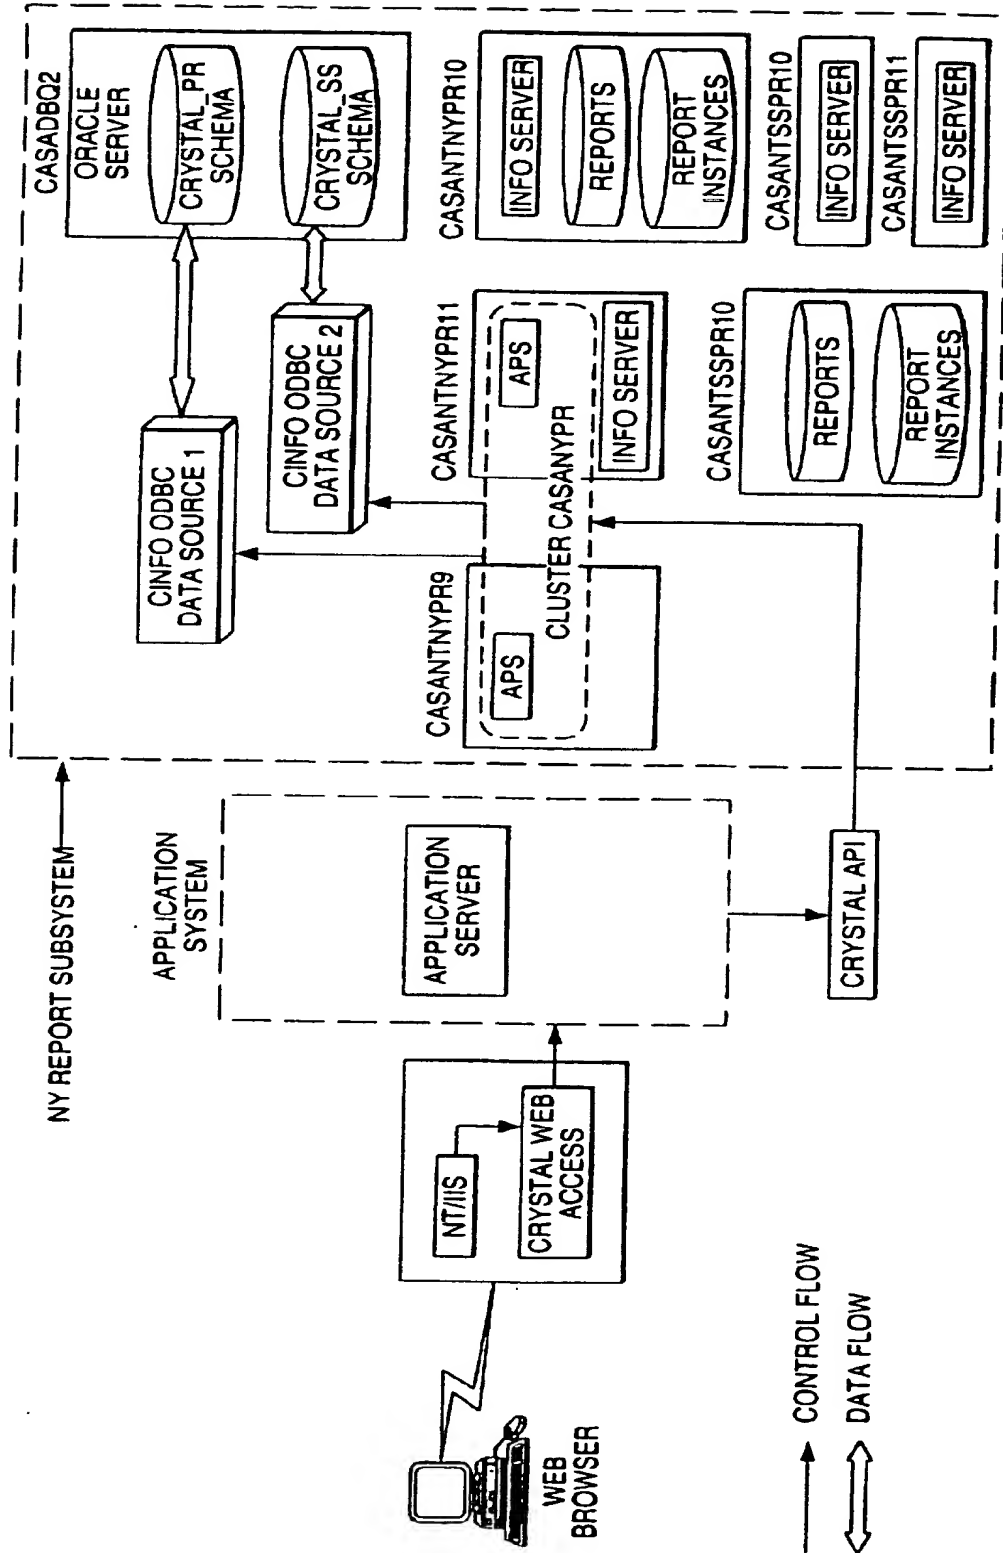 NY REPORT SUBSYSTEM
APPLICATION
SYSTEM
APPLICATION
SERVER
NT/IIS
CRYSTAL WEB
ACCESS
WEB
BROWSER
CONTROL FLOW
DATA FLOW
CRYSTAL API
CINFO ODBC
DATA SOURCE 1
CINFO ODBC
DATA SOURCE 2
CASADBQ2
ORACLE
SERVER
CRYSTAL_PR
SCHEMA
CRYSTAL_SS
SCHEMA
CASANTNYPR9
APS
CLUSTER CASANYPR
CASANTNYPR11
APS
INFO SERVER
CASANTNYPR10
INFO SERVER
REPORTS
REPORT
INSTANCES
CASANTSSPR10
REPORTS
REPORT
INSTANCES
CASANTSSPR10
INFO SERVER
CASANTSSPR11
INFO SERVER